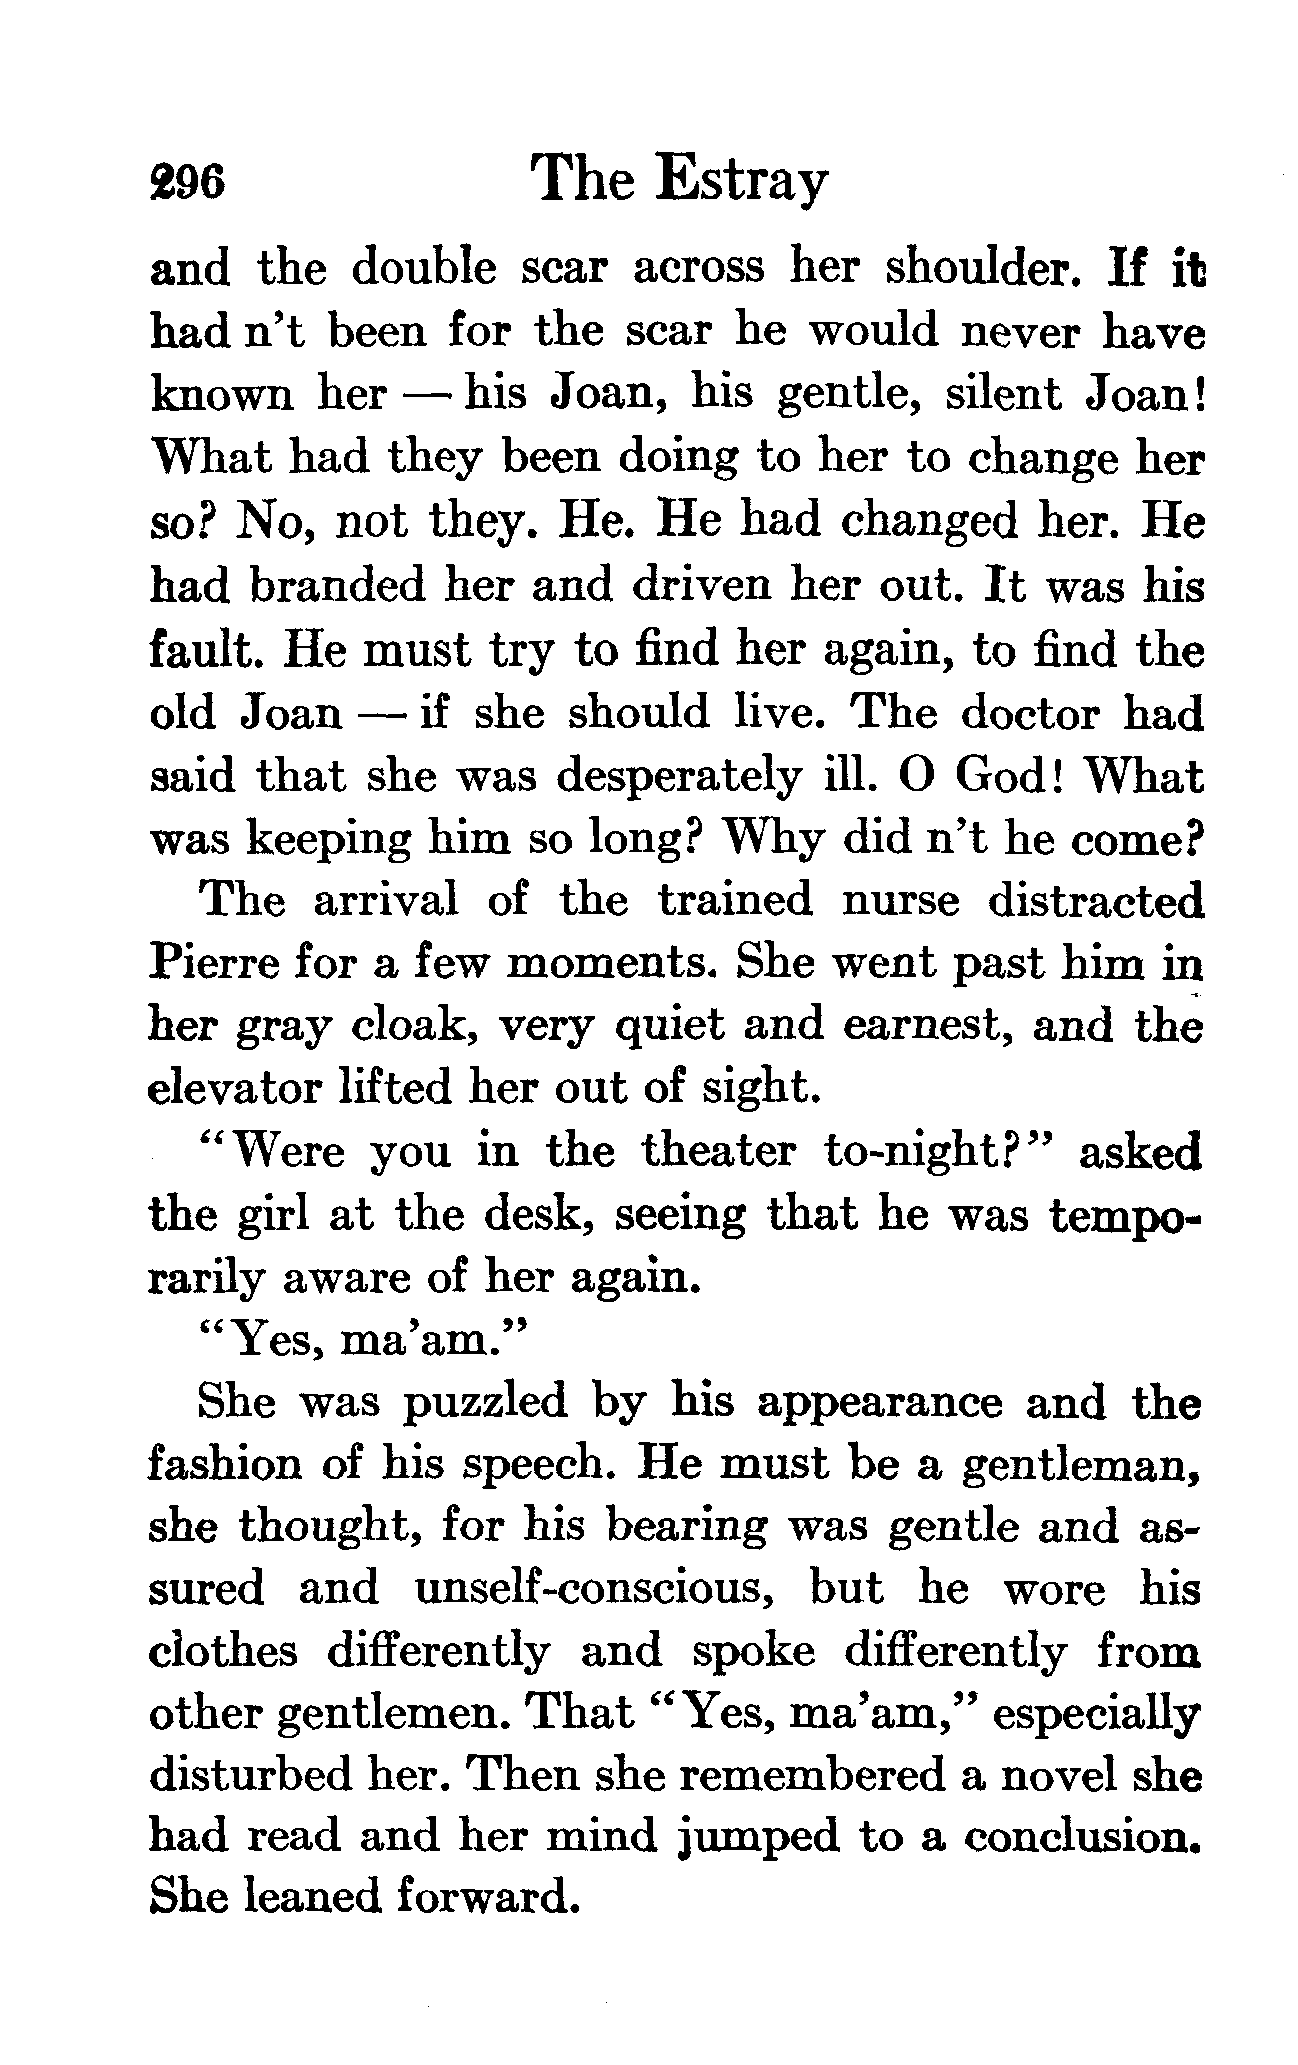 296 The Estray
and the double scar across her shoulder. If it
had n't been for the scar he would never have
known her — his Joan, his gentle, silent Joan!
What had they been doing to her to change her
so? No, not they. He. He had changed her. He
had branded her and driven her out. It was his
fault. He must try to find her again, to find the
old Joan — if she should live. The doctor had
said that she was desperately ill. O God! What
was keeping him so long? Why did n't he come?
The arrival of the trained nurse distracted
Pierre for a few moments. She went past him in
her gray cloak, very quiet and earnest, and the
elevator lifted her out of sight.
"Were you in the theater to-night?" asked
the girl at the desk, seeing that he was tempo-
rarily aware of her again.
"Yes, ma'am."
She was puzzled by his appearance and the
fashion of his speech. He must be a gentleman,
she thought, for his bearing was gentle and as-
sured and unself-conscious, but he wore his
clothes differently and spoke differently from
other gentlemen. That "Yes, ma'am," especially
disturbed her. Then she remembered a novel she
had read and her mind jumped to a conclusion.
She leaned forward.